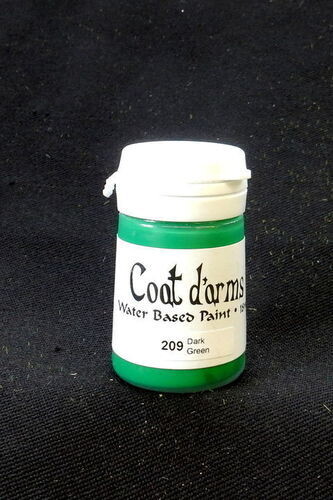 Coat d'arms
Water Based Paint •
209 Dark
Green